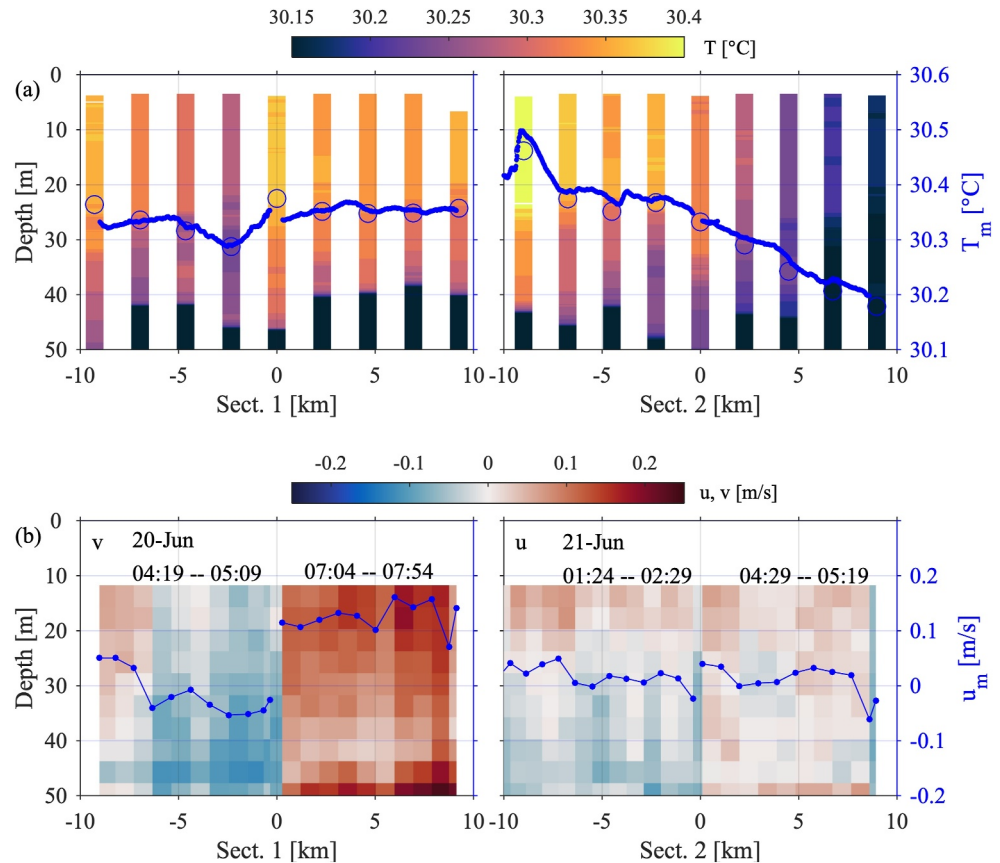 30.15 30.2 30.25 30.3 30.35 30.4
T [°C]
(a)
0
10
20
30
40
50
Depth [m]
30.6
30.5
30.4
30.3
30.2
30.1
T_m [°C]
-10 -5 0 5 10
-10 -5 0 5 10
Sect. 1 [km]
Sect. 2 [km]
-0.2 -0.1 0 0.1 0.2
u, v [m/s]
(b)
v 20-Jun
04:19 -- 05:09 07:04 -- 07:54
u 21-Jun
01:24 -- 02:29 04:29 -- 05:19
0
10
20
30
40
50
Depth [m]
0.2
0.1
0
-0.1
-0.2
u_m [m/s]
-10 -5 0 5 10
-10 -5 0 5 10
Sect. 1 [km]
Sect. 2 [km]